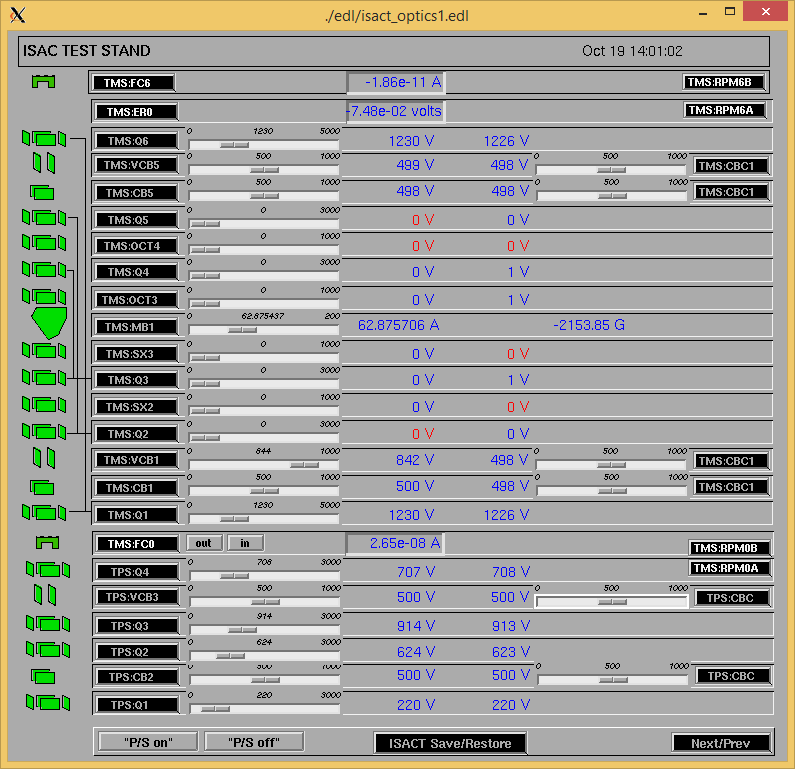 ./edl/isact_optics1.edl
ISAC TEST STAND Oct 19 14:01:02
TMS:FC6 -1.86e-11 A TMS:RPM6B
TMS:ER0 -7.48e-02 volts TMS:RPM6A
TMS:Q6 0 1230 5000 1230 V 1226 V
TMS:VCB5 0 500 1000 499 V 498 V 0 500 1000 TMS:CBC1
TMS:CB5 0 500 1000 498 V 498 V 0 500 1000 TMS:CBC1
TMS:Q5 0 0 3000 0 V 0 V
TMS:OCT4 0 0 1000 0 V 0 V
TMS:Q4 0 0 3000 0 V 1 V
TMS:OCT3 0 0 1000 0 V 1 V
TMS:MB1 0 62.875437 200 62.875706 A -2153.85 G
TMS:SX3 0 0 1000 0 V 0 V
TMS:Q3 0 0 3000 0 V 1 V
TMS:SX2 0 0 1000 0 V 0 V
TMS:Q2 0 0 3000 0 V 0 V
TMS:VCB1 0 844 1000 842 V 498 V 0 500 1000 TMS:CBC1
TMS:CB1 0 500 1000 500 V 498 V 0 500 1000 TMS:CBC1
TMS:Q1 0 1230 5000 1230 V 1226 V
TMS:FC0 out in 2.65e-08 A TMS:RPM0B
TPS:Q4 0 708 3000 707 V 708 V TMS:RPM0A
TPS:VCB3 0 500 1000 500 V 500 V 0 500 1000 TPS:CBC
TPS:Q3 0 914 3000 914 V 913 V
TPS:Q2 0 624 3000 624 V 623 V
TPS:CB2 0 500 1000 500 V 500 V 0 500 1000 TPS:CBC
TPS:Q1 0 220 3000 220 V 220 V
"P/S on" "P/S off" ISACT Save/Restore Next/Prev